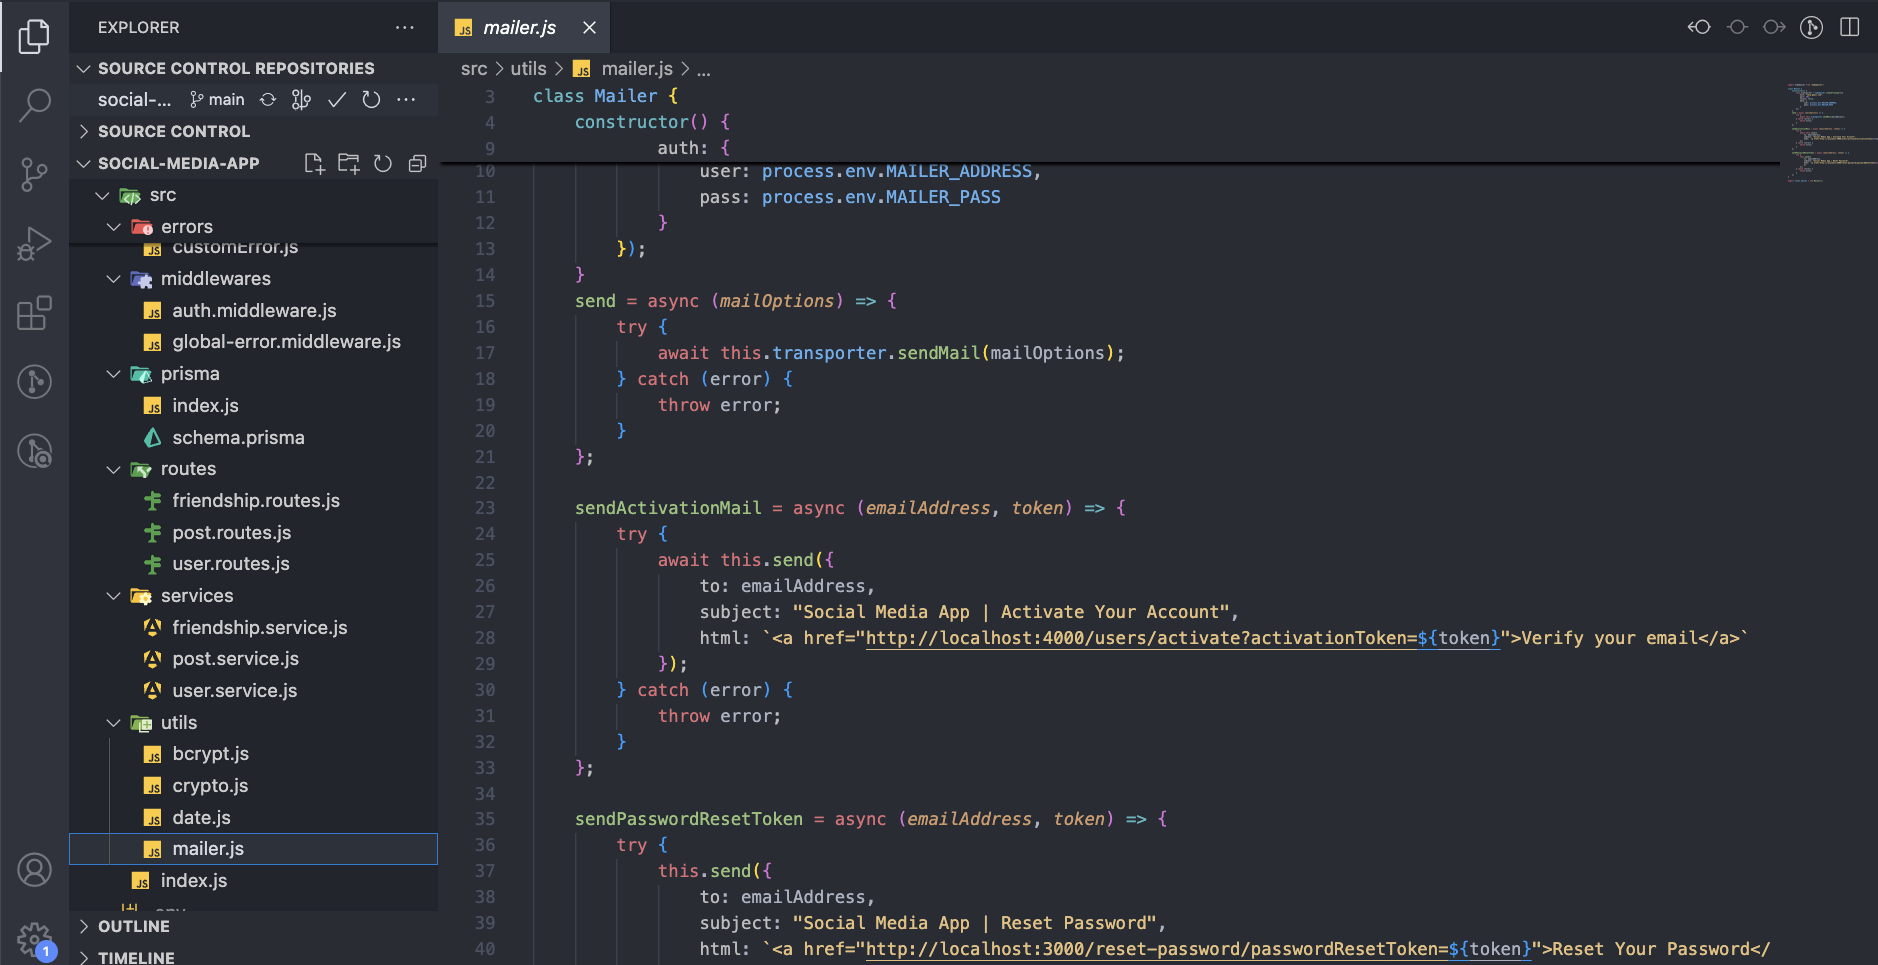 EXPLORER
SOURCE CONTROL REPOSITORIES
social-... main
SOURCE CONTROL
SOCIAL-MEDIA-APP
src
errors
customError.js
middlewares
auth.middleware.js
global-error.middleware.js
prisma
index.js
schema.prisma
routes
friendship.routes.js
post.routes.js
user.routes.js
services
friendship.service.js
post.service.js
user.service.js
utils
bcrypt.js
crypto.js
date.js
mailer.js
index.js
OUTLINE
TIMELINE
1
mailer.js
src > utils > mailer.js > ...
3 class Mailer {
4 constructor() {
9 auth: {
10 user: process.env.MAILER_ADDRESS,
11 pass: process.env.MAILER_PASS
12 }
13 });
14 }
15 send = async (mailOptions) => {
16 try {
17 await this.transporter.sendMail(mailOptions);
18 } catch (error) {
19 throw error;
20 }
21 };
22
23 sendActivationMail = async (emailAddress, token) => {
24 try {
25 await this.send({
26 to: emailAddress,
27 subject: "Social Media App | Activate Your Account",
28 html: `<a href="http://localhost:4000/users/activate?activationToken=${token}">Verify your email</a>`
29 });
30 } catch (error) {
31 throw error;
32 }
33 };
34
35 sendPasswordResetToken = async (emailAddress, token) => {
36 try {
37 this.send({
38 to: emailAddress,
39 subject: "Social Media App | Reset Password",
40 html: `<a href="http://localhost:3000/reset-password/passwordResetToken=${token}">Reset Your Password</